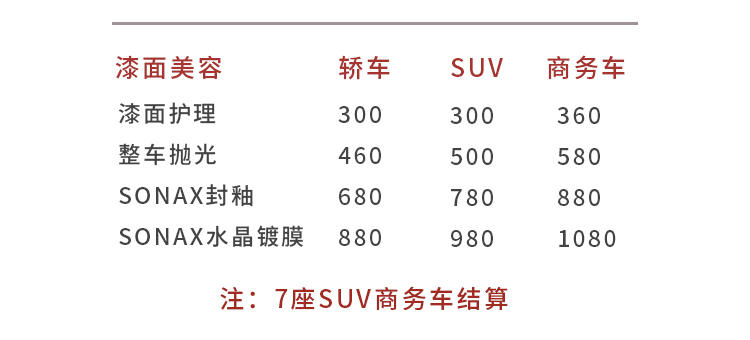 漆面美容 轿车 SUV 商务车
漆面护理 300 300 360
整车抛光 460 500 580
SONAX封釉 680 780 880
SONAX水晶镀膜 880 980 1080
注：7座SUV商务车结算